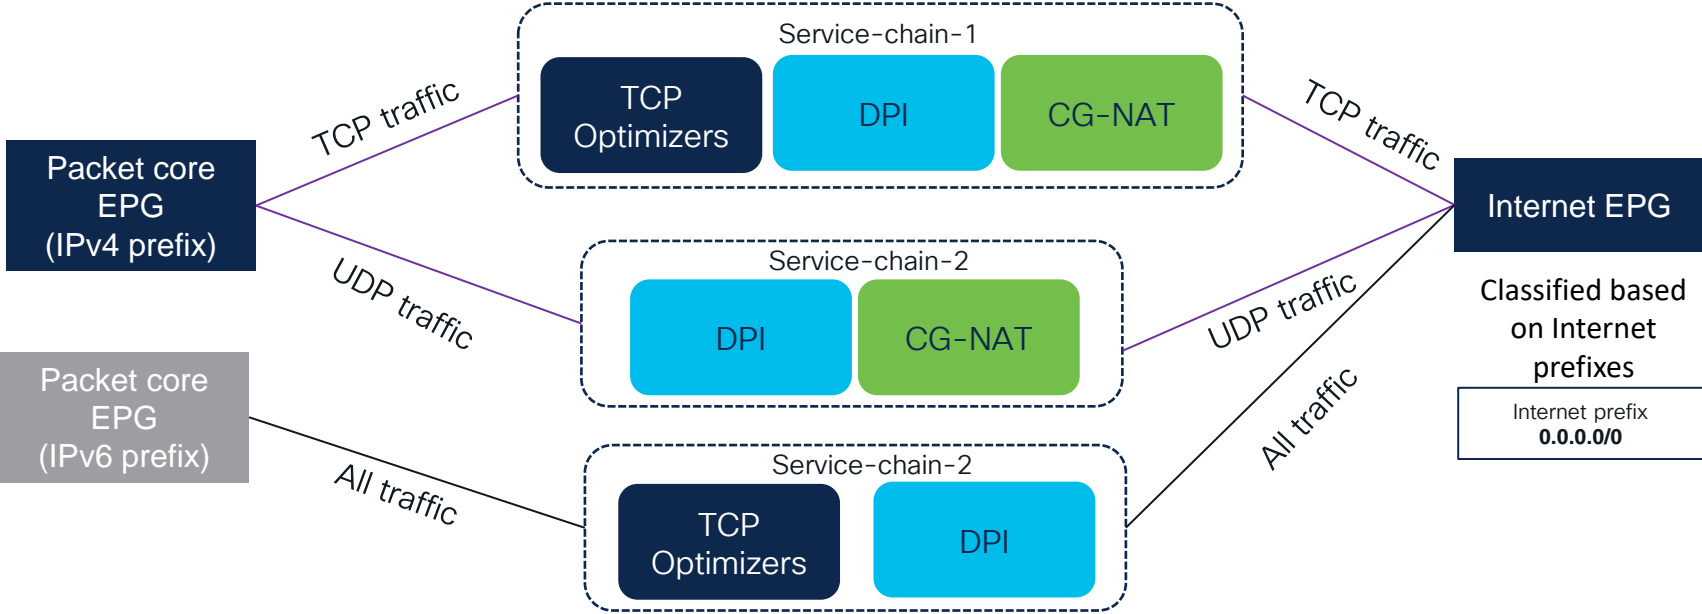 Service-chain-1
TCP
Optimizers
DPI
CG-NAT
TCP traffic
TCP traffic
Packet core
EPG
(IPv4 prefix)
Internet EPG
UDP traffic
Service-chain-2
DPI
CG-NAT
UDP traffic
Classified based
on Internet
prefixes
Internet prefix
0.0.0.0/0
Packet core
EPG
(IPv6 prefix)
All traffic
Service-chain-2
TCP
Optimizers
DPI
All traffic